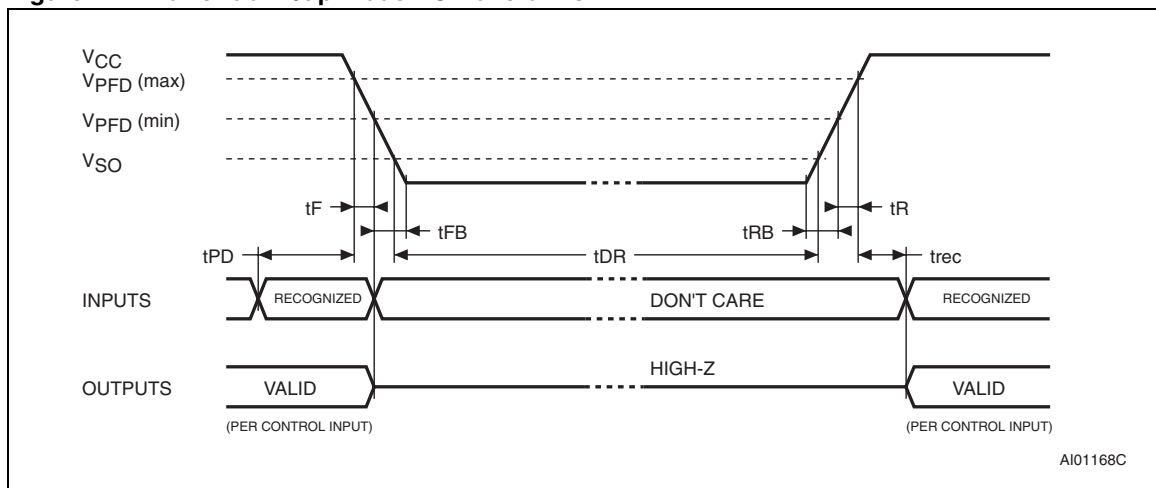 VCC
VPFD (max)
VPFD (min)
VSO
tF
tR
tFB
tRB
tPD
tDR
trec
INPUTS
RECOGNIZED
DON'T CARE
RECOGNIZED
HIGH-Z
OUTPUTS
VALID
VALID
(PER CONTROL INPUT)
(PER CONTROL INPUT)
AI01168C